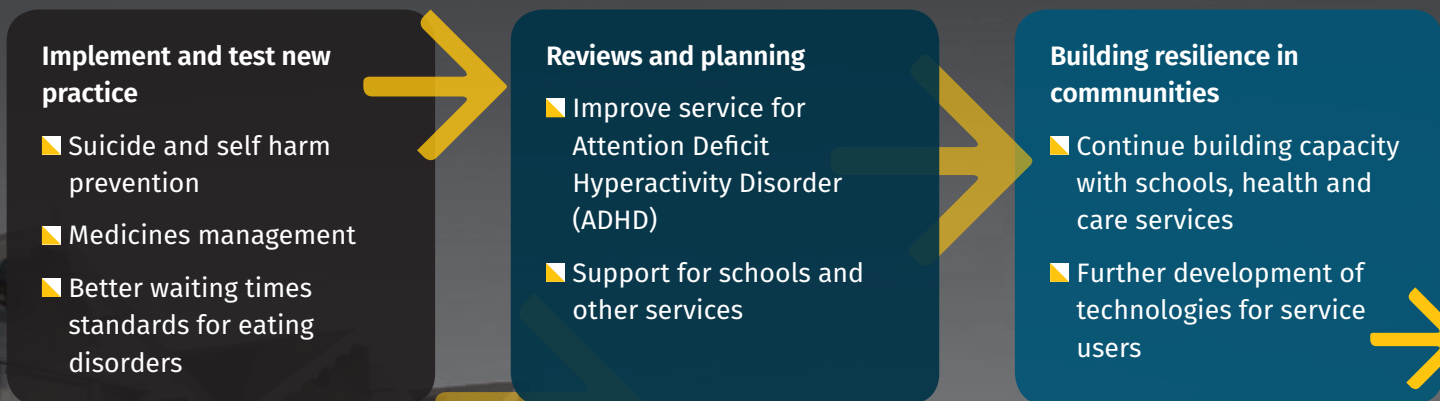 Implement and test new
practice
Suicide and self harm
prevention
Medicines management
Better waiting times
standards for eating
disorders
Reviews and planning
Improve service for
Attention Deficit
Hyperactivity Disorder
(ADHD)
Support for schools and
other services
Building resilience in
commnunities
Continue building capacity
with schools, health and
care services
Further development of
technologies for service
users